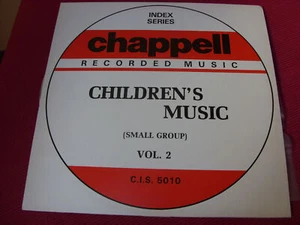 INDEX
SERIES
chappell
RECORDED MUSIC
CHILDREN'S
MUSIC
(SMALL GROUP)
VOL. 2
C.I.S. 5010